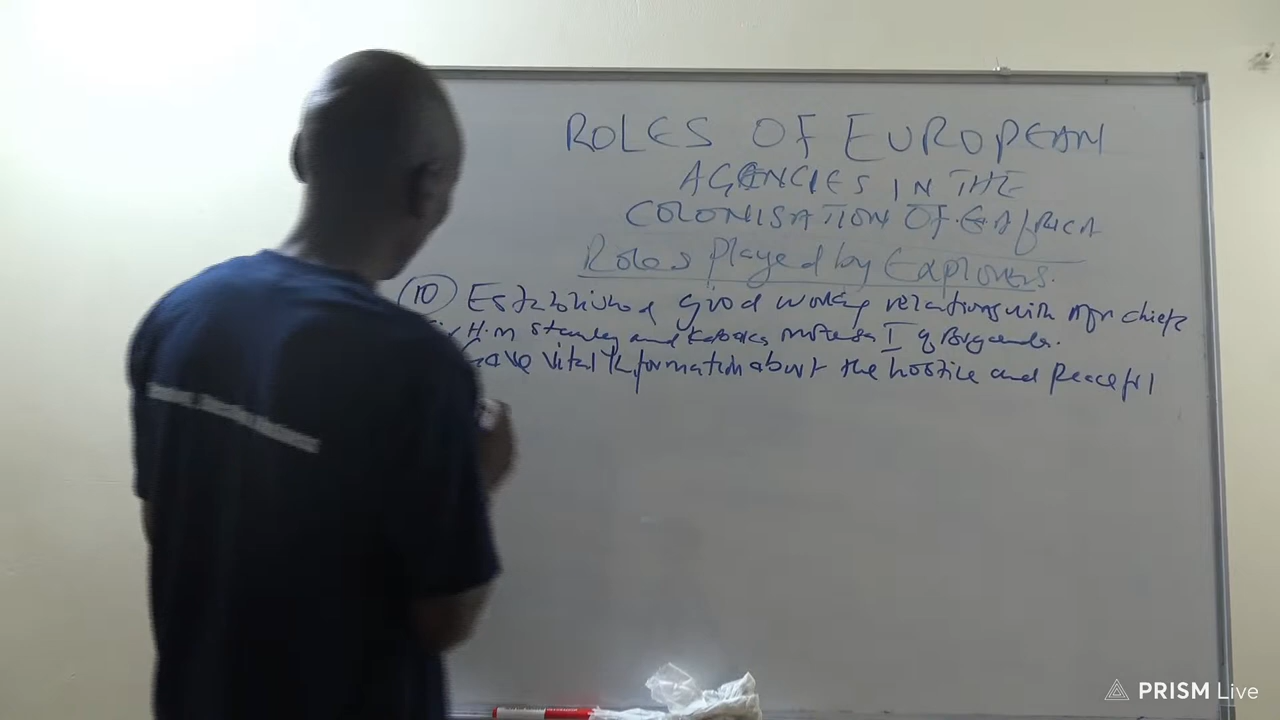 ROLES OF EUROPEAN
AGENCIES IN THE
COLONISATION OF E. AFRICA
Roles Played by Explorers.
10 Established good working relations with Afn chiefs
H.M Stanley and Kabaka Mutesa I of Buganda.
Gave vital Information about the hostile and Peaceful
PRISM Live